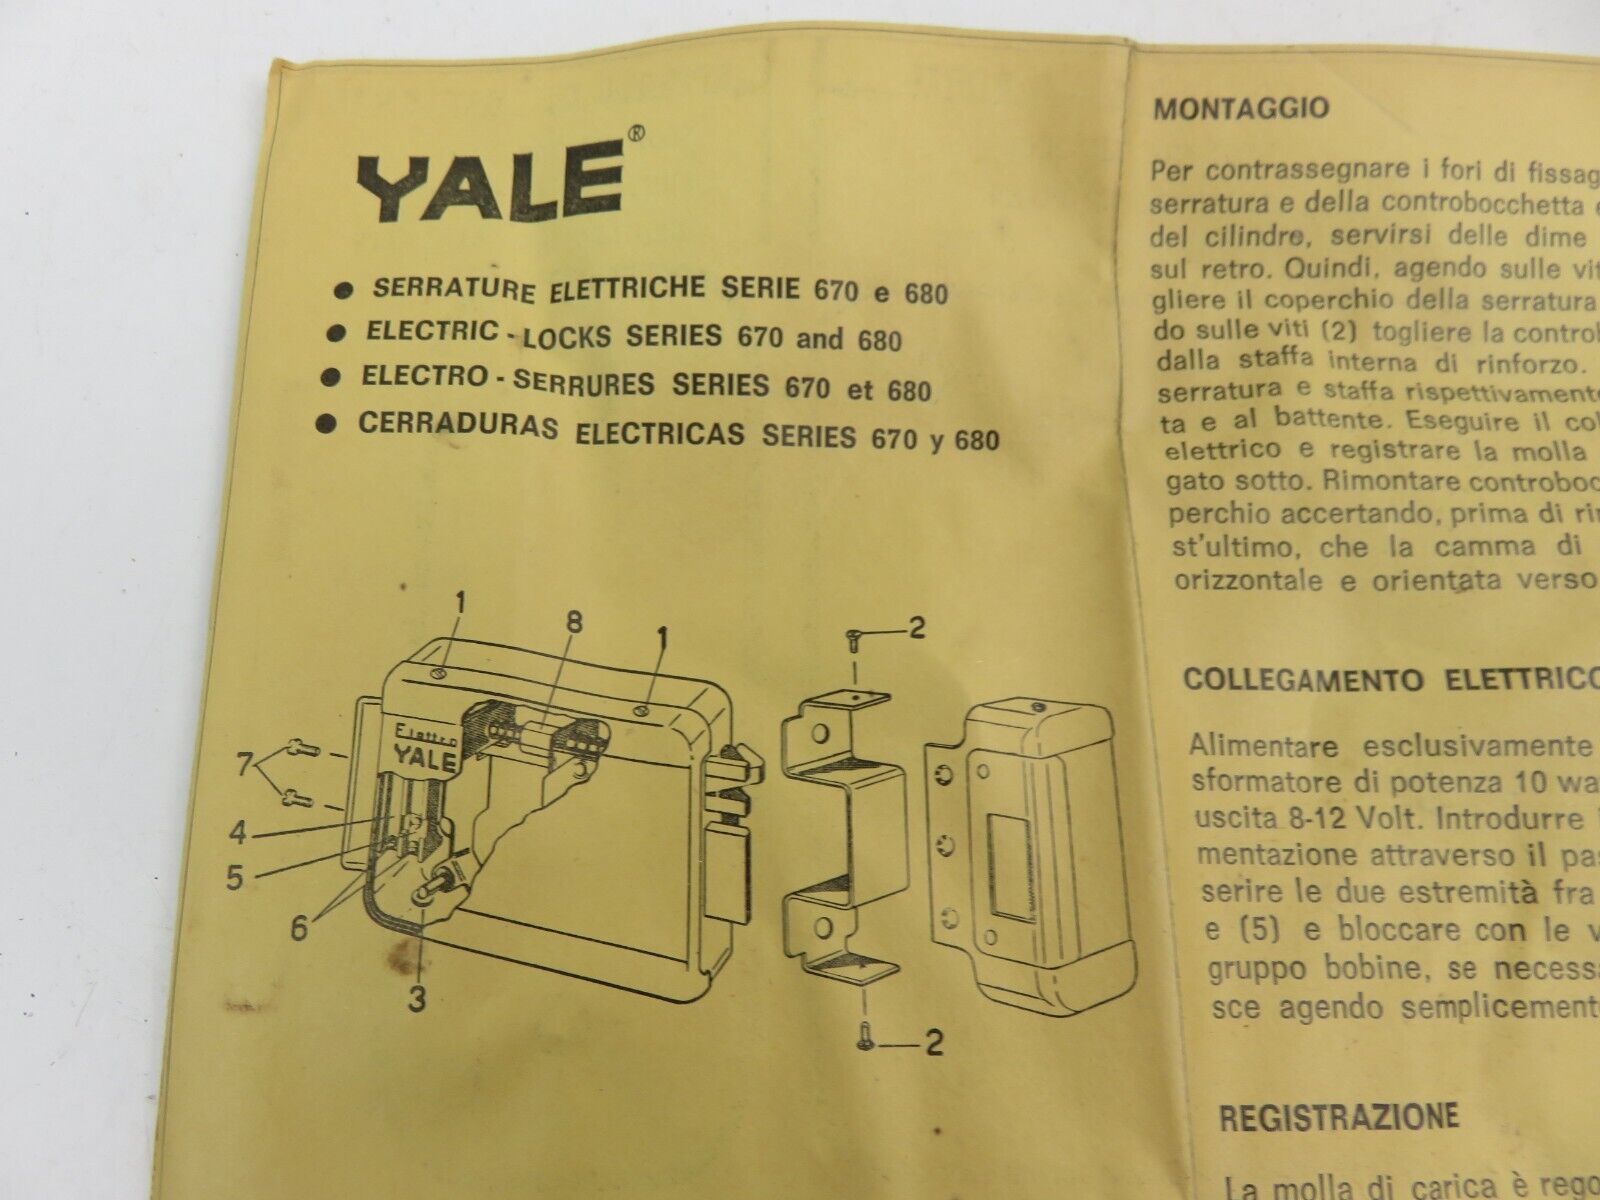 YALE®
● SERRATURE ELETTRICHE SERIE 670 e 680
● ELECTRIC - LOCKS SERIES 670 and 680
● ELECTRO - SERRURES SERIES 670 et 680
● CERRADURAS ELECTRICAS SERIES 670 y 680
1
8
1
2
Elettro
YALE
7
4
5
6
3
2
MONTAGGIO
Per contrassegnare i fori di fissag
serratura e della controbocchetta e
del cilindro, servirsi delle dime
sul retro. Quindi, agendo sulle vit
gliere il coperchio della serratura
do sulle viti (2) togliere la controb
dalla staffa interna di rinforzo.
serratura e staffa rispettivamente
ta e al battente. Eseguire il col
elettrico e registrare la molla
gato sotto. Rimontare controboc
perchio accertando, prima di rim
st'ultimo, che la camma di
orizzontale e orientata verso
COLLEGAMENTO ELETTRICO
Alimentare esclusivamente
sformatore di potenza 10 wa
uscita 8-12 Volt. Introdurre
mentazione attraverso il pas
serire le due estremità fra
e (5) e bloccare con le v
gruppo bobine, se necessa
sce agendo semplicemente
REGISTRAZIONE
La molla di carica è rego